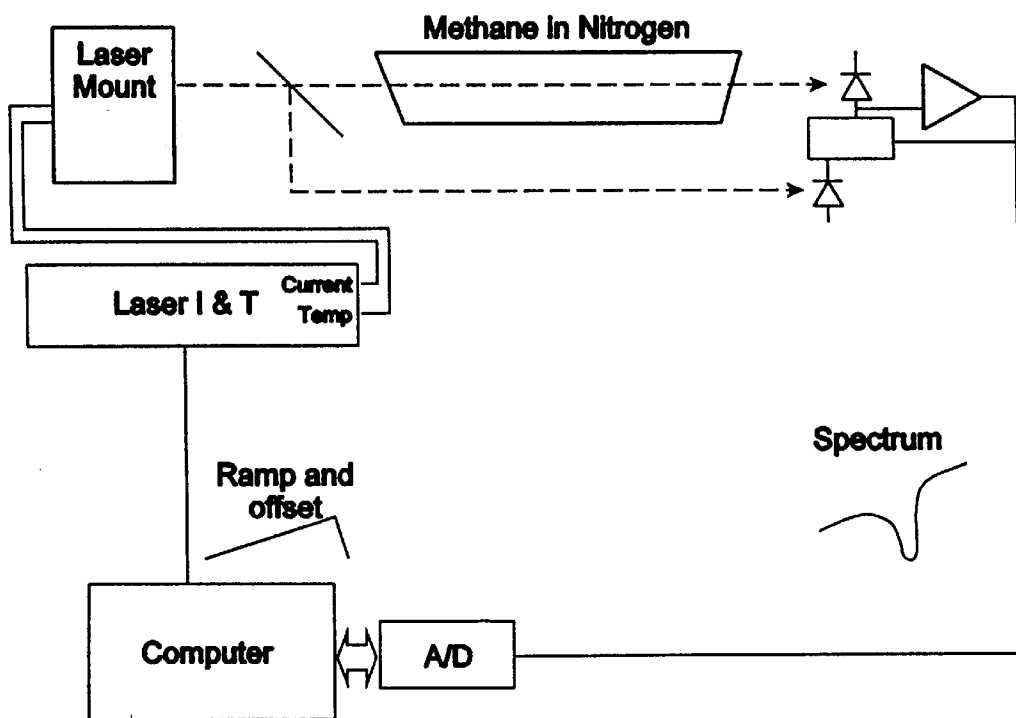 Methane in Nitrogen
Laser
Mount
Current
Laser I & T
Temp
Spectrum
Ramp and
offset
Computer
A/D